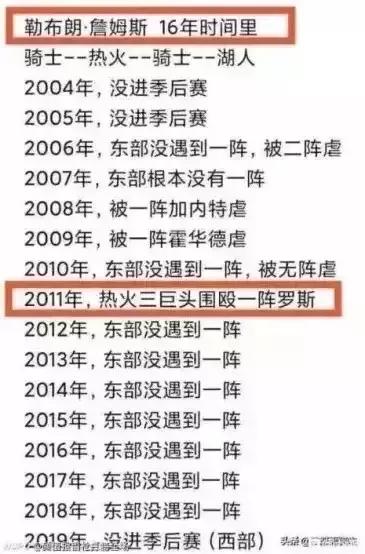 勒布朗·詹姆斯 16年时间里
骑士--热火--骑士--湖人
2004年，没进季后赛
2005年，没进季后赛
2006年，东部没遇到一阵，被二阵虐
2007年，东部根本没有一阵
2008年，被一阵加内特虐
2009年，被一阵霍华德虐
2010年，东部没遇到一阵，被无阵虐
2011年，热火三巨头围殴一阵罗斯
2012年，东部没遇到一阵
2013年，东部没遇到一阵
2014年，东部没遇到一阵
2015年，东部没遇到一阵
2016年，东部没遇到一阵
2017年，东部没遇到一阵
2018年，东部没遇到一阵
2019年，没进季后赛（西部）